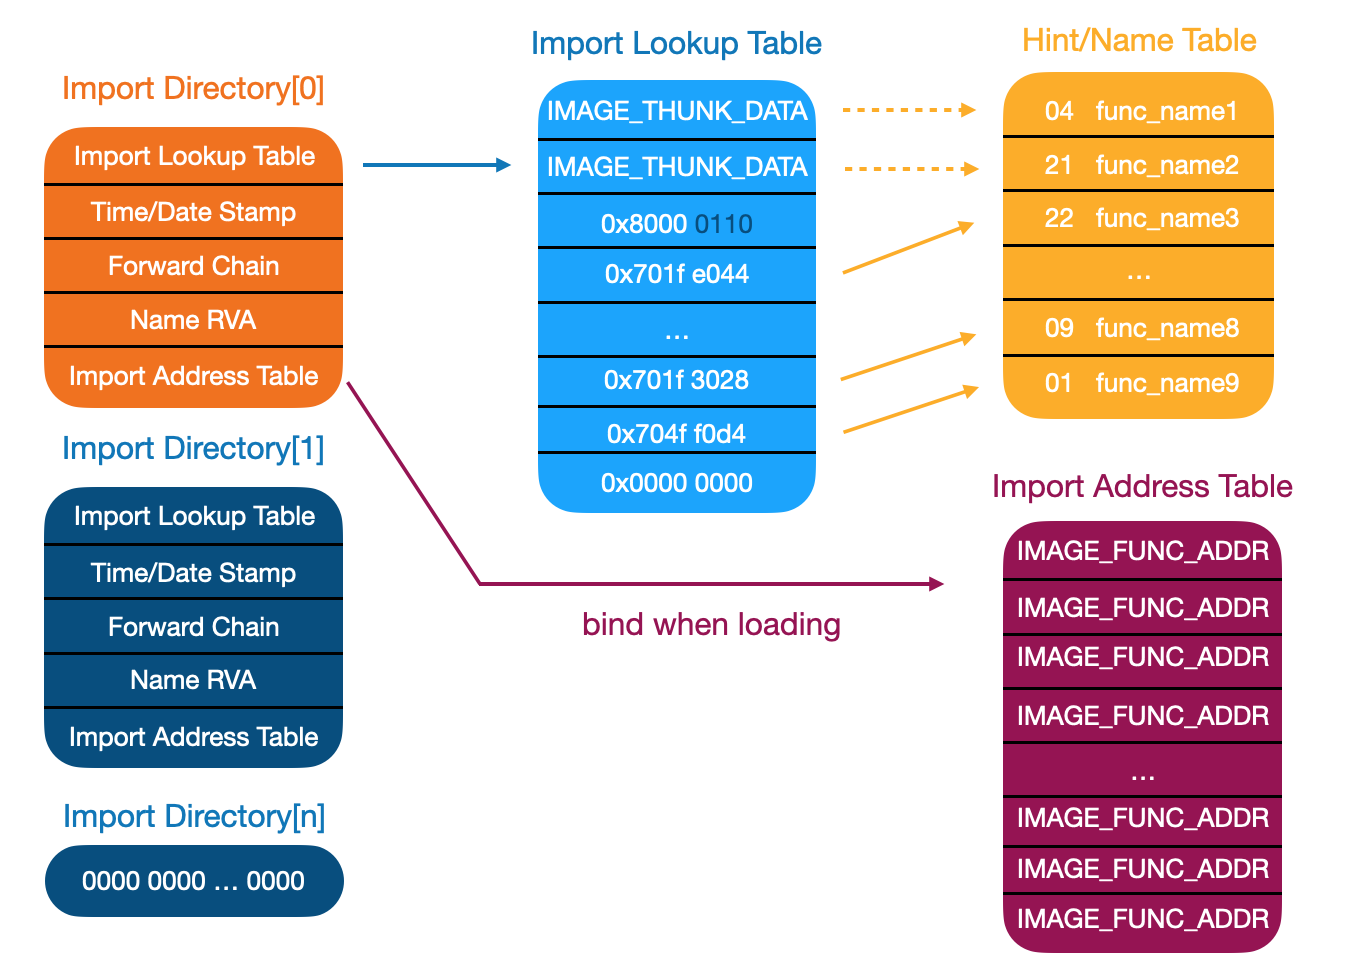 Import Directory[0]
Import Lookup Table
Time/Date Stamp
Forward Chain
Name RVA
Import Address Table
Import Directory[1]
Import Lookup Table
Time/Date Stamp
Forward Chain
Name RVA
Import Address Table
Import Directory[n]
0000 0000 ... 0000
Import Lookup Table
IMAGE_THUNK_DATA
IMAGE_THUNK_DATA
0x8000 0110
0x701f e044
...
0x701f 3028
0x704f f0d4
0x0000 0000
bind when loading
Hint/Name Table
04 func_name1
21 func_name2
22 func_name3
...
09 func_name8
01 func_name9
Import Address Table
IMAGE_FUNC_ADDR
IMAGE_FUNC_ADDR
IMAGE_FUNC_ADDR
IMAGE_FUNC_ADDR
...
IMAGE_FUNC_ADDR
IMAGE_FUNC_ADDR
IMAGE_FUNC_ADDR